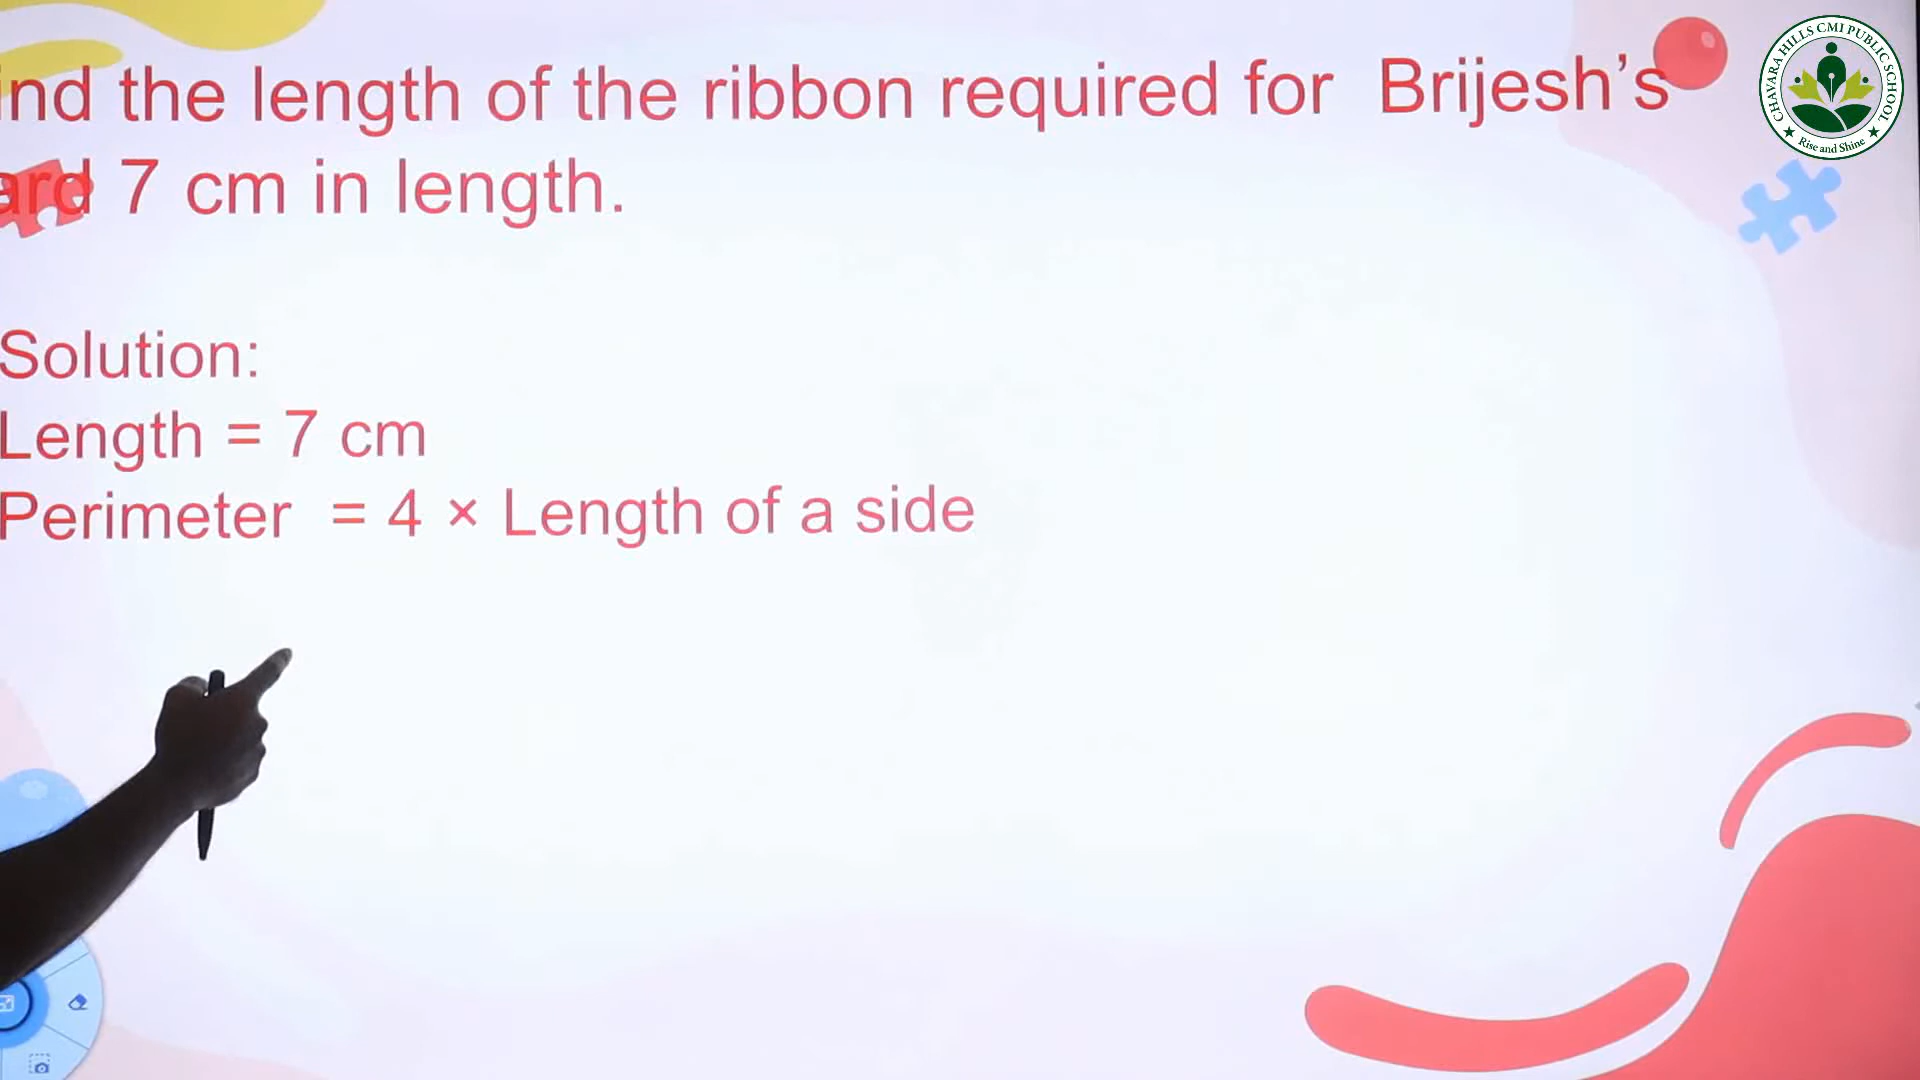 ind the length of the ribbon required for Brijesh’s
ard 7 cm in length.
Solution:
Length = 7 cm
Perimeter = 4 × Length of a side
CHAVARA HILLS CMI PUBLIC SCHOOL
Rise and Shine